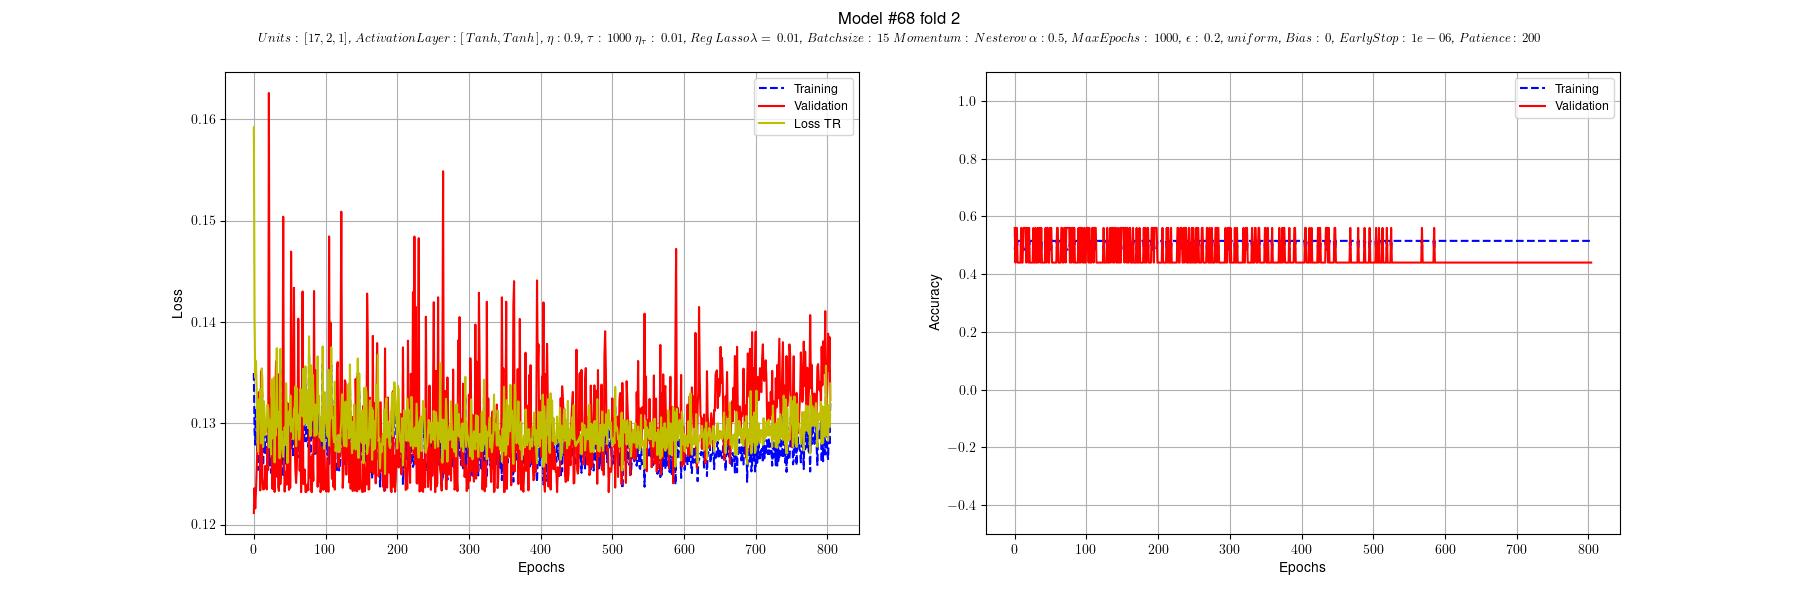 Model #68 fold 2
Units : [17, 2, 1], ActivationLayer : [Tanh, Tanh], η : 0.9, τ : 1000 ητ : 0.01, Reg Lassoλ = 0.01, Batchsize : 15 Momentum : Nesterov α : 0.5, MaxEpochs : 1000, ϵ : 0.2, uniform, Bias : 0, EarlyStop : 1e − 06, Patience : 200
Training
Validation
Loss TR
0.16
0.15
0.14
0.13
0.12
Loss
0 100 200 300 400 500 600 700 800
Epochs
Training
Validation
1.0
0.8
0.6
0.4
0.2
0.0
−0.2
−0.4
Accuracy
0 100 200 300 400 500 600 700 800
Epochs